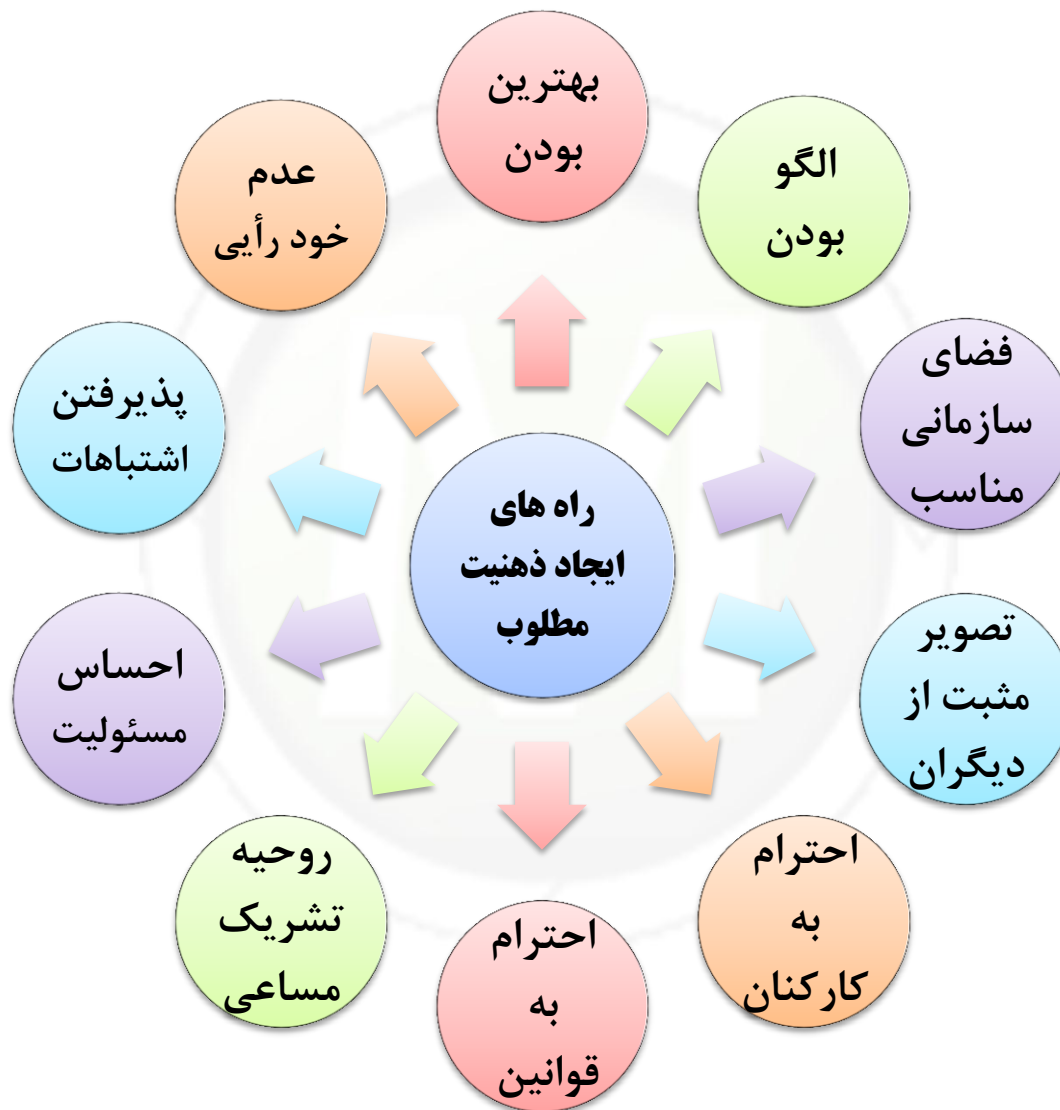 راه های
ایجاد ذهنیت
مطلوب
بهترین
بودن
الگو
بودن
فضای
سازمانی
مناسب
تصویر
مثبت از
دیگران
احترام
به
کارکنان
احترام
به
قوانین
روحیه
تشریک
مساعی
احساس
مسئولیت
پذیرفتن
اشتباهات
عدم
خود رأیی